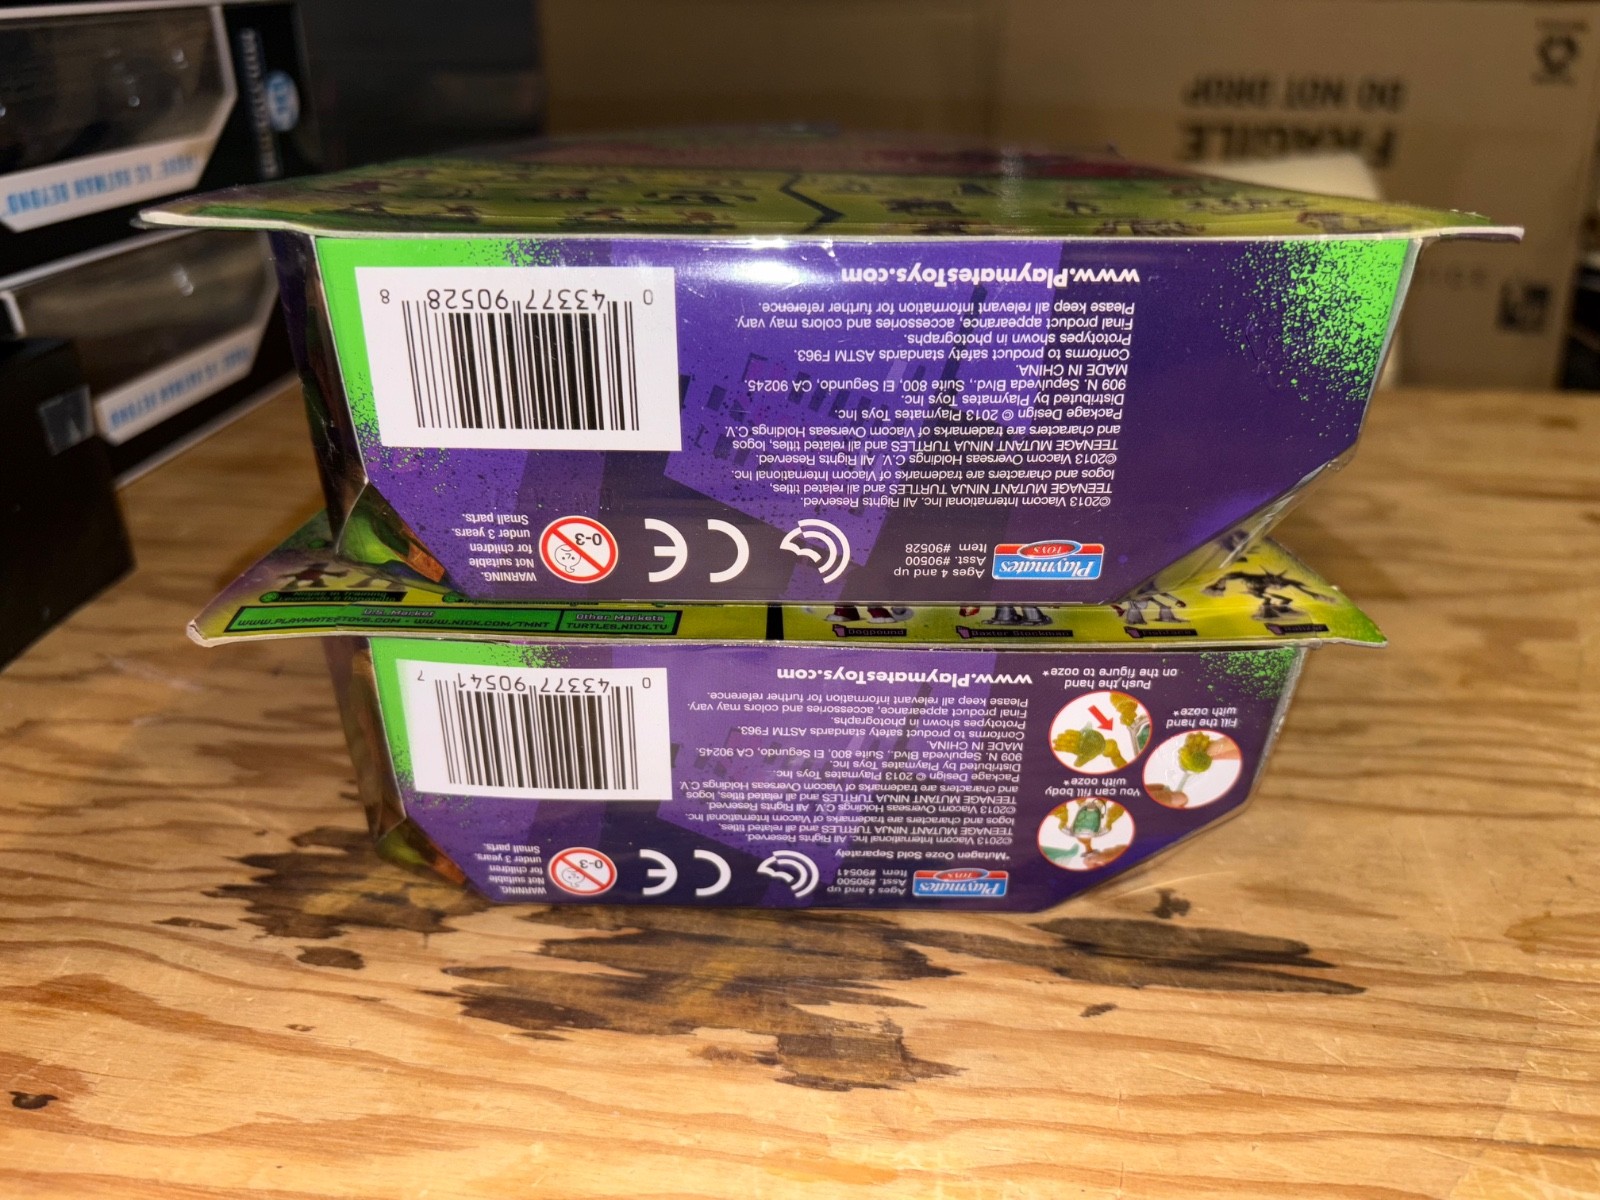 DO NOT DROP
FRAGILE
www.PlaymatesToys.com
Please keep all relevant information for further reference.
Final product appearance, accessories and colors may vary.
Prototypes shown in photographs.
Conforms to product safety standards ASTM F963.
MADE IN CHINA.
909 N. Sepulveda Blvd., Suite 800, El Segundo, CA 90245.
Distributed by Playmates Toys Inc.
Package Design © 2013 Playmates Toys Inc.
and characters are trademarks of Viacom Overseas Holdings C.V.
TEENAGE MUTANT NINJA TURTLES and all related titles, logos
©2013 Viacom Overseas Holdings C.V. All Rights Reserved.
logos and characters are trademarks of Viacom International Inc.
TEENAGE MUTANT NINJA TURTLES and all related titles,
©2013 Viacom International Inc. All Rights Reserved.
0 43377 90528 8
Small parts.
under 3 years.
for children
Not suitable
WARNING:
0-3
CE
Item #90528
Asst. #90500
Ages 4 and up
Playmates
TOYS
U.S. Market
WWW.PLAYMATESTOYS.COM - WWW.NICK.COM/TMNT
Other Markets
TURTLES.NICK.TV
Dogpound
Baxter Stockman
www.PlaymatesToys.com
Please keep all relevant information for further reference.
Final product appearance, accessories and colors may vary.
Prototypes shown in photographs.
Conforms to product safety standards ASTM F963.
MADE IN CHINA.
909 N. Sepulveda Blvd., Suite 800, El Segundo, CA 90245.
Distributed by Playmates Toys Inc.
Package Design © 2013 Playmates Toys Inc.
and characters are trademarks of Viacom Overseas Holdings C.V.
TEENAGE MUTANT NINJA TURTLES and all related titles, logos
©2013 Viacom Overseas Holdings C.V. All Rights Reserved.
logos and characters are trademarks of Viacom International Inc.
TEENAGE MUTANT NINJA TURTLES and all related titles,
©2013 Viacom International Inc. All Rights Reserved.
*Mutagen Ooze Sold Separately
0 43377 90541 7
Push the hand
on the figure to ooze*
Fill the hand
with ooze*
You can fill body
with ooze*
Small parts.
under 3 years.
for children
Not suitable
WARNING:
0-3
CE
Item #90541
Asst. #90500
Ages 4 and up
Playmates
TOYS
BATMAN BEYOND
BATMAN BEYOND